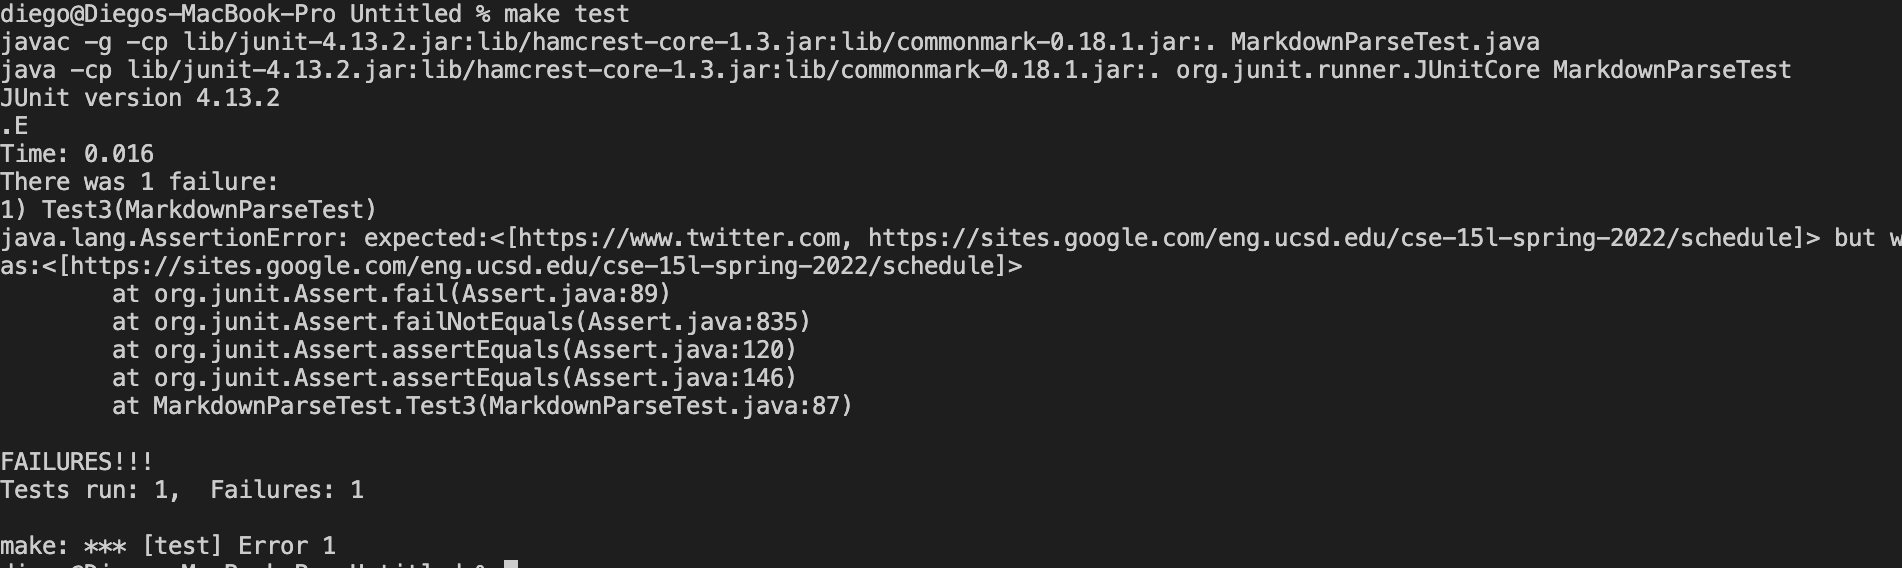 diego@Diegos-MacBook-Pro Untitled % make test
javac -g -cp lib/junit-4.13.2.jar:lib/hamcrest-core-1.3.jar:lib/commonmark-0.18.1.jar:. MarkdownParseTest.java
java -cp lib/junit-4.13.2.jar:lib/hamcrest-core-1.3.jar:lib/commonmark-0.18.1.jar:. org.junit.runner.JUnitCore MarkdownParseTest
JUnit version 4.13.2
.E
Time: 0.016
There was 1 failure:
1) Test3(MarkdownParseTest)
java.lang.AssertionError: expected:<[https://www.twitter.com, https://sites.google.com/eng.ucsd.edu/cse-15l-spring-2022/schedule]> but w
as:<[https://sites.google.com/eng.ucsd.edu/cse-15l-spring-2022/schedule]>
        at org.junit.Assert.fail(Assert.java:89)
        at org.junit.Assert.failNotEquals(Assert.java:835)
        at org.junit.Assert.assertEquals(Assert.java:120)
        at org.junit.Assert.assertEquals(Assert.java:146)
        at MarkdownParseTest.Test3(MarkdownParseTest.java:87)
FAILURES!!!
Tests run: 1,  Failures: 1
make: *** [test] Error 1
diego@Diegos-MacBook-Pro Untitled %